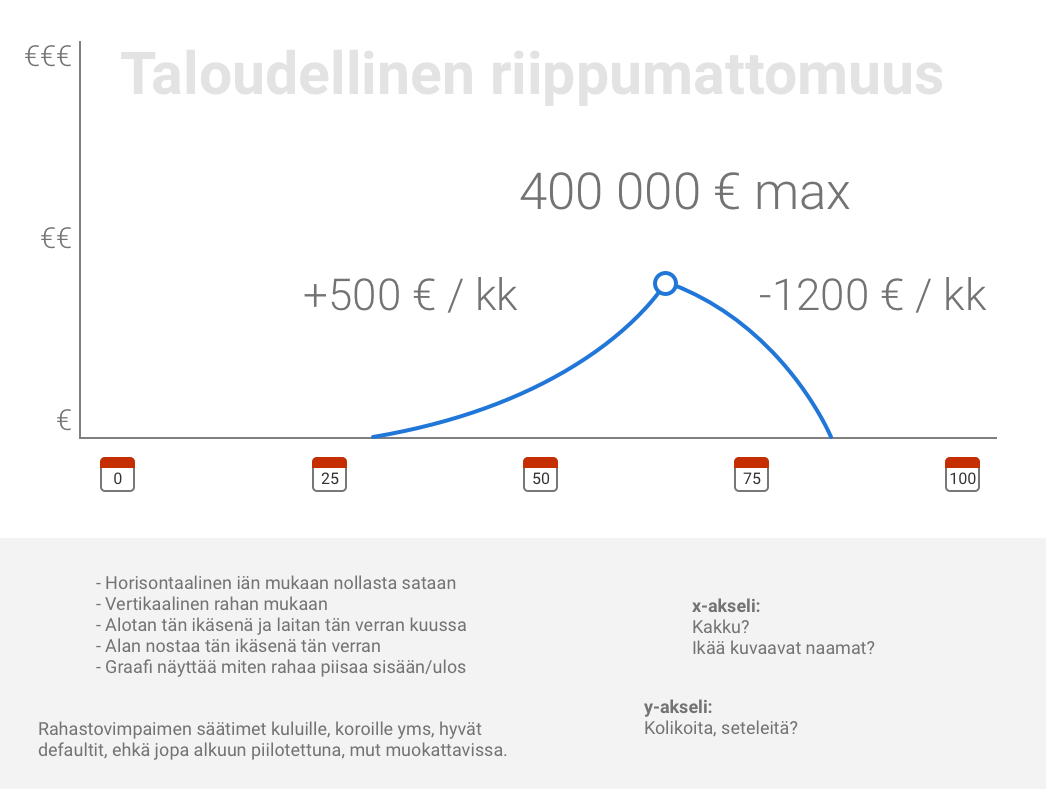 €€€
Taloudellinen riippumattomuus
400 000 € max
€€
+500 € / kk
-1200 € / kk
€
0
25
50
75
100
- Horisontaalinen iän mukaan nollasta sataan
- Vertikaalinen rahan mukaan
- Alotan tän ikäsenä ja laitan tän verran kuussa
- Alan nostaa tän ikäsenä tän verran
- Graafi näyttää miten rahaa piisaa sisään/ulos
x-akseli:
Kakku?
Ikää kuvaavat naamat?
y-akseli:
Kolikoita, seteleitä?
Rahastovimpaimen säätimet kuluille, koroille yms, hyvät
defaultit, ehkä jopa alkuun piilotettuna, mut muokattavissa.